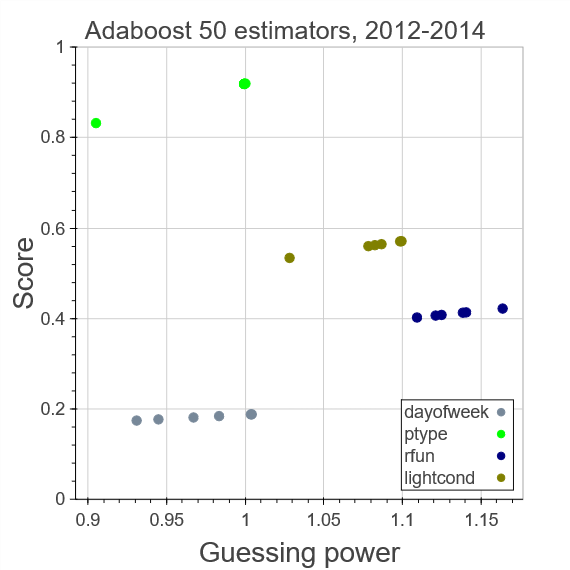 Adaboost 50 estimators, 2012-2014
1
0.8
0.6
0.4
0.2
0
Score
dayofweek
ptype
rfun
lightcond
0.9 0.95 1 1.05 1.1 1.15
Guessing power